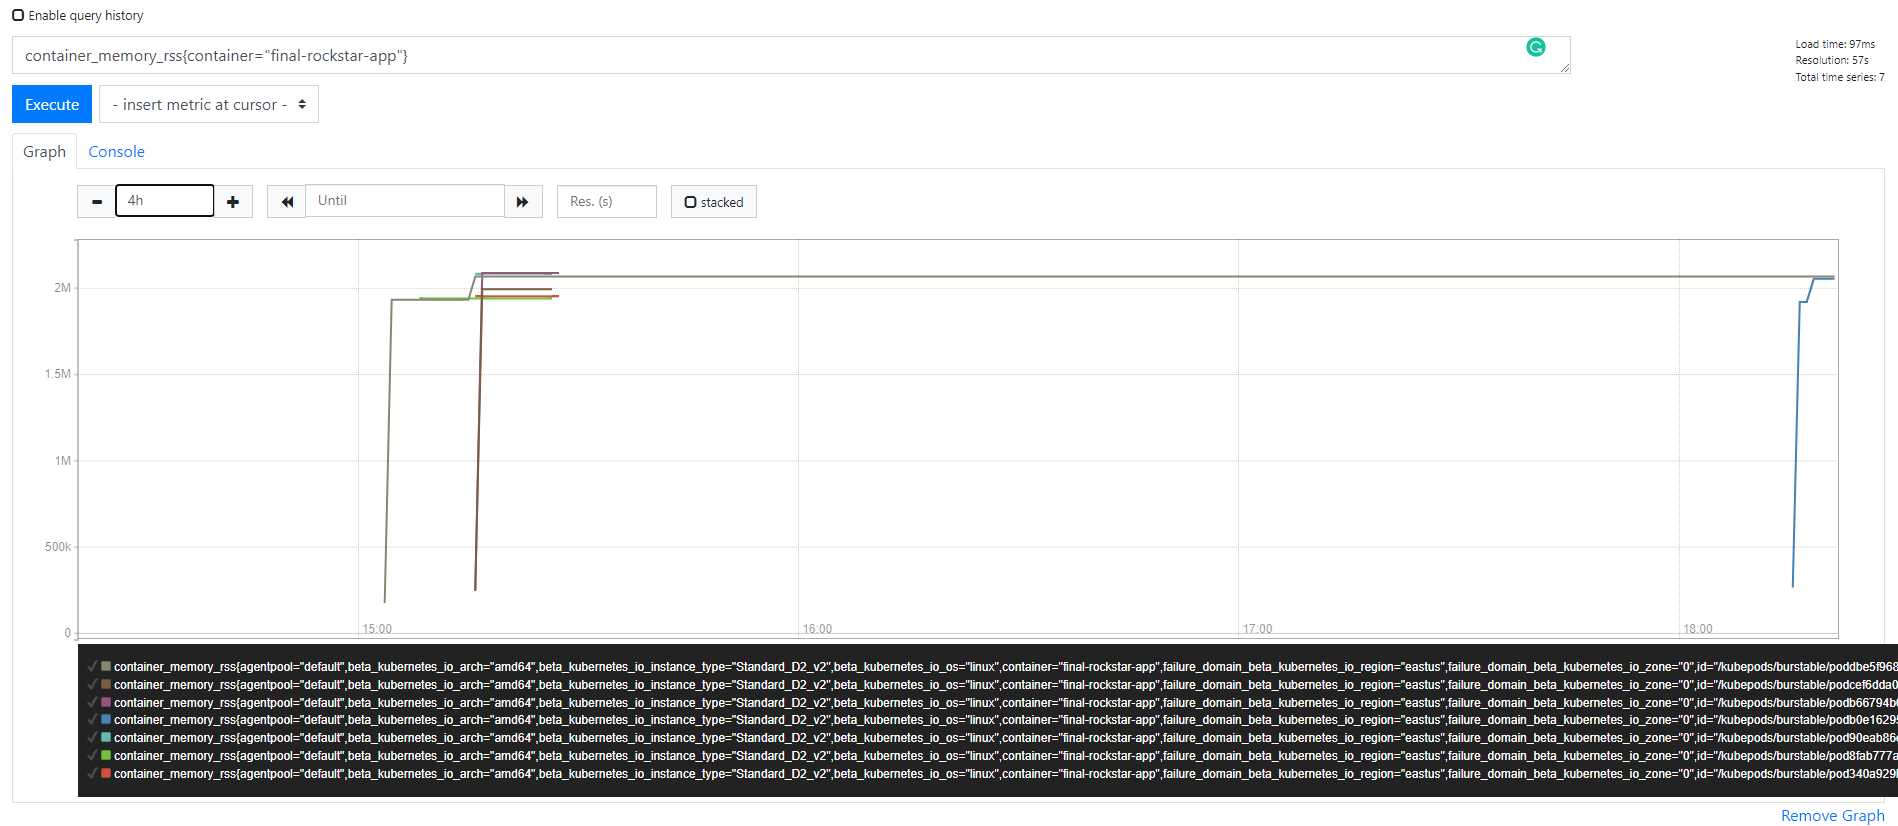 Enable query history
container_memory_rss{container="final-rockstar-app"}
Load time: 97ms
Resolution: 57s
Total time series: 7
Execute
- insert metric at cursor -
Graph
Console
4h
Until
Res. (s)
stacked
2M
1.5M
1M
500k
0
15:00
16:00
17:00
18:00
container_memory_rss{agentpool="default",beta_kubernetes_io_arch="amd64",beta_kubernetes_io_instance_type="Standard_D2_v2",beta_kubernetes_io_os="linux",container="final-rockstar-app",failure_domain_beta_kubernetes_io_region="eastus",failure_domain_beta_kubernetes_io_zone="0",id="/kubepods/burstable/poddbe5f968
container_memory_rss{agentpool="default",beta_kubernetes_io_arch="amd64",beta_kubernetes_io_instance_type="Standard_D2_v2",beta_kubernetes_io_os="linux",container="final-rockstar-app",failure_domain_beta_kubernetes_io_region="eastus",failure_domain_beta_kubernetes_io_zone="0",id="/kubepods/burstable/podcef6dda0
container_memory_rss{agentpool="default",beta_kubernetes_io_arch="amd64",beta_kubernetes_io_instance_type="Standard_D2_v2",beta_kubernetes_io_os="linux",container="final-rockstar-app",failure_domain_beta_kubernetes_io_region="eastus",failure_domain_beta_kubernetes_io_zone="0",id="/kubepods/burstable/podb66794b6
container_memory_rss{agentpool="default",beta_kubernetes_io_arch="amd64",beta_kubernetes_io_instance_type="Standard_D2_v2",beta_kubernetes_io_os="linux",container="final-rockstar-app",failure_domain_beta_kubernetes_io_region="eastus",failure_domain_beta_kubernetes_io_zone="0",id="/kubepods/burstable/podb0e16295
container_memory_rss{agentpool="default",beta_kubernetes_io_arch="amd64",beta_kubernetes_io_instance_type="Standard_D2_v2",beta_kubernetes_io_os="linux",container="final-rockstar-app",failure_domain_beta_kubernetes_io_region="eastus",failure_domain_beta_kubernetes_io_zone="0",id="/kubepods/burstable/pod90eab86
container_memory_rss{agentpool="default",beta_kubernetes_io_arch="amd64",beta_kubernetes_io_instance_type="Standard_D2_v2",beta_kubernetes_io_os="linux",container="final-rockstar-app",failure_domain_beta_kubernetes_io_region="eastus",failure_domain_beta_kubernetes_io_zone="0",id="/kubepods/burstable/pod8fab777a
container_memory_rss{agentpool="default",beta_kubernetes_io_arch="amd64",beta_kubernetes_io_instance_type="Standard_D2_v2",beta_kubernetes_io_os="linux",container="final-rockstar-app",failure_domain_beta_kubernetes_io_region="eastus",failure_domain_beta_kubernetes_io_zone="0",id="/kubepods/burstable/pod340a929
Remove Graph